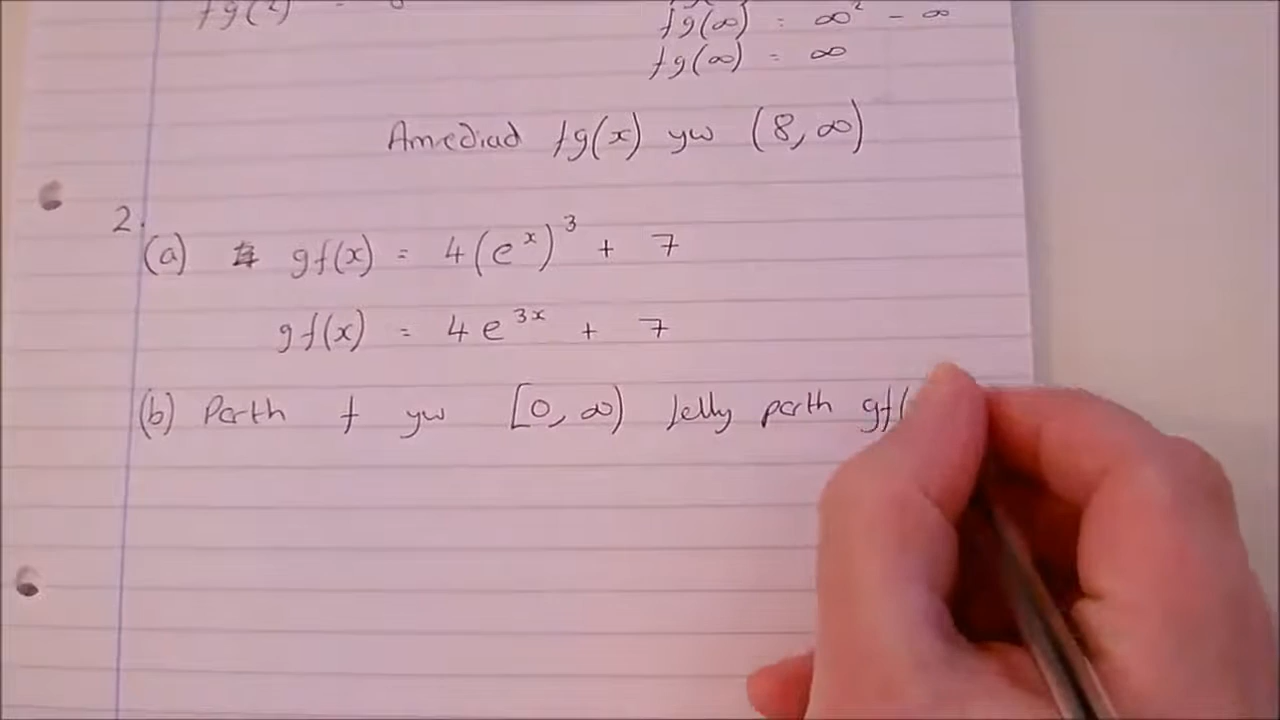 fg(∞) = ∞² - ∞
fg(∞) = ∞
Amrediad fg(x) yw (8, ∞)
2.
(a) gf(x) = 4(eˣ)³ + 7
gf(x) = 4e³ˣ + 7
(b) Parth f yw [0, ∞) felly parth gf(